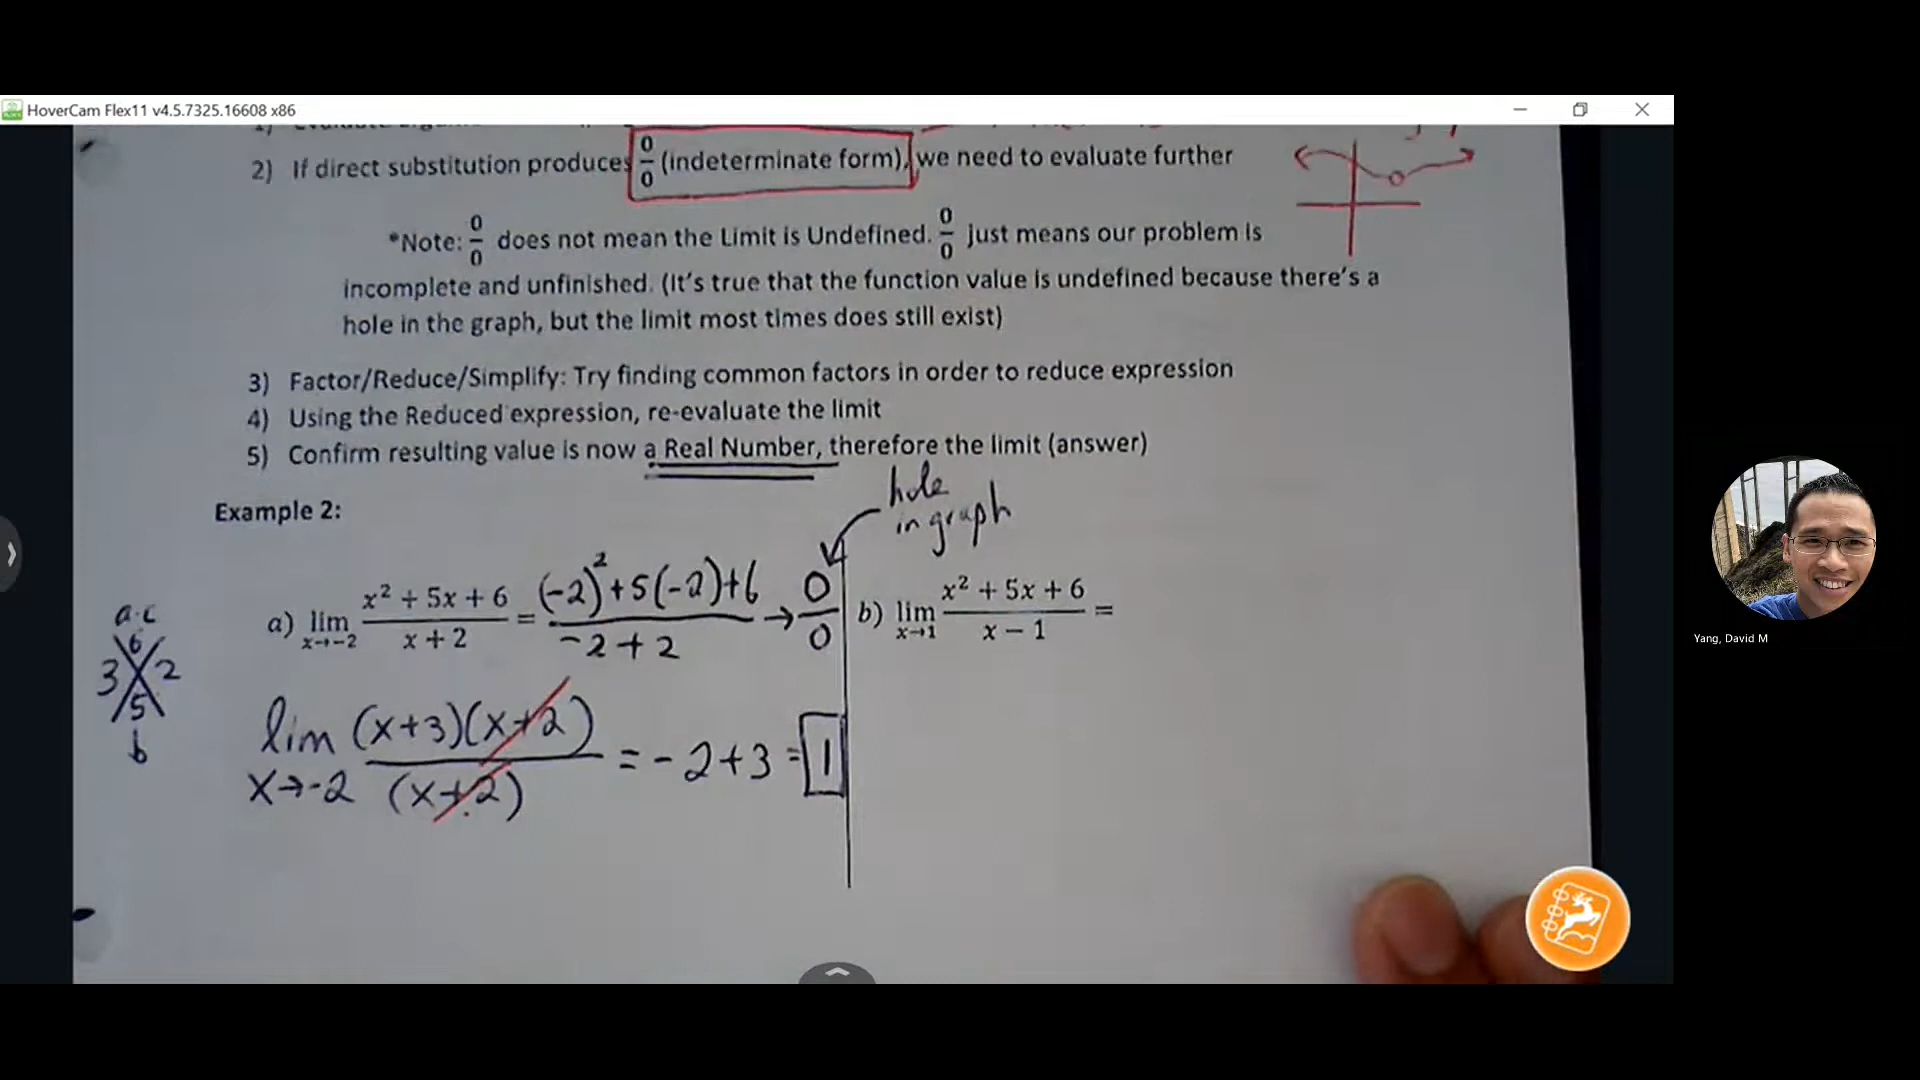 HoverCam Flex11 v4.5.7325.16608 x86
2) If direct substitution produces 0/0 (indeterminate form), we need to evaluate further
*Note: 0/0 does not mean the Limit is Undefined. 0/0 just means our problem is
incomplete and unfinished. (It's true that the function value is undefined because there's a
hole in the graph, but the limit most times does still exist)
3) Factor/Reduce/Simplify: Try finding common factors in order to reduce expression
4) Using the Reduced expression, re-evaluate the limit
5) Confirm resulting value is now a Real Number, therefore the limit (answer)
hole
in graph
Example 2:
a) lim x→-2 (x² + 5x + 6)/(x + 2) = ((-2)²+5(-2)+6)/(-2+2) → 0/0
b) lim x→1 (x² + 5x + 6)/(x − 1) =
a·c
6
3 2
5
b
lim x→-2 (x+3)(x+2)/(x+2) = -2+3 = 1
Yang, David M